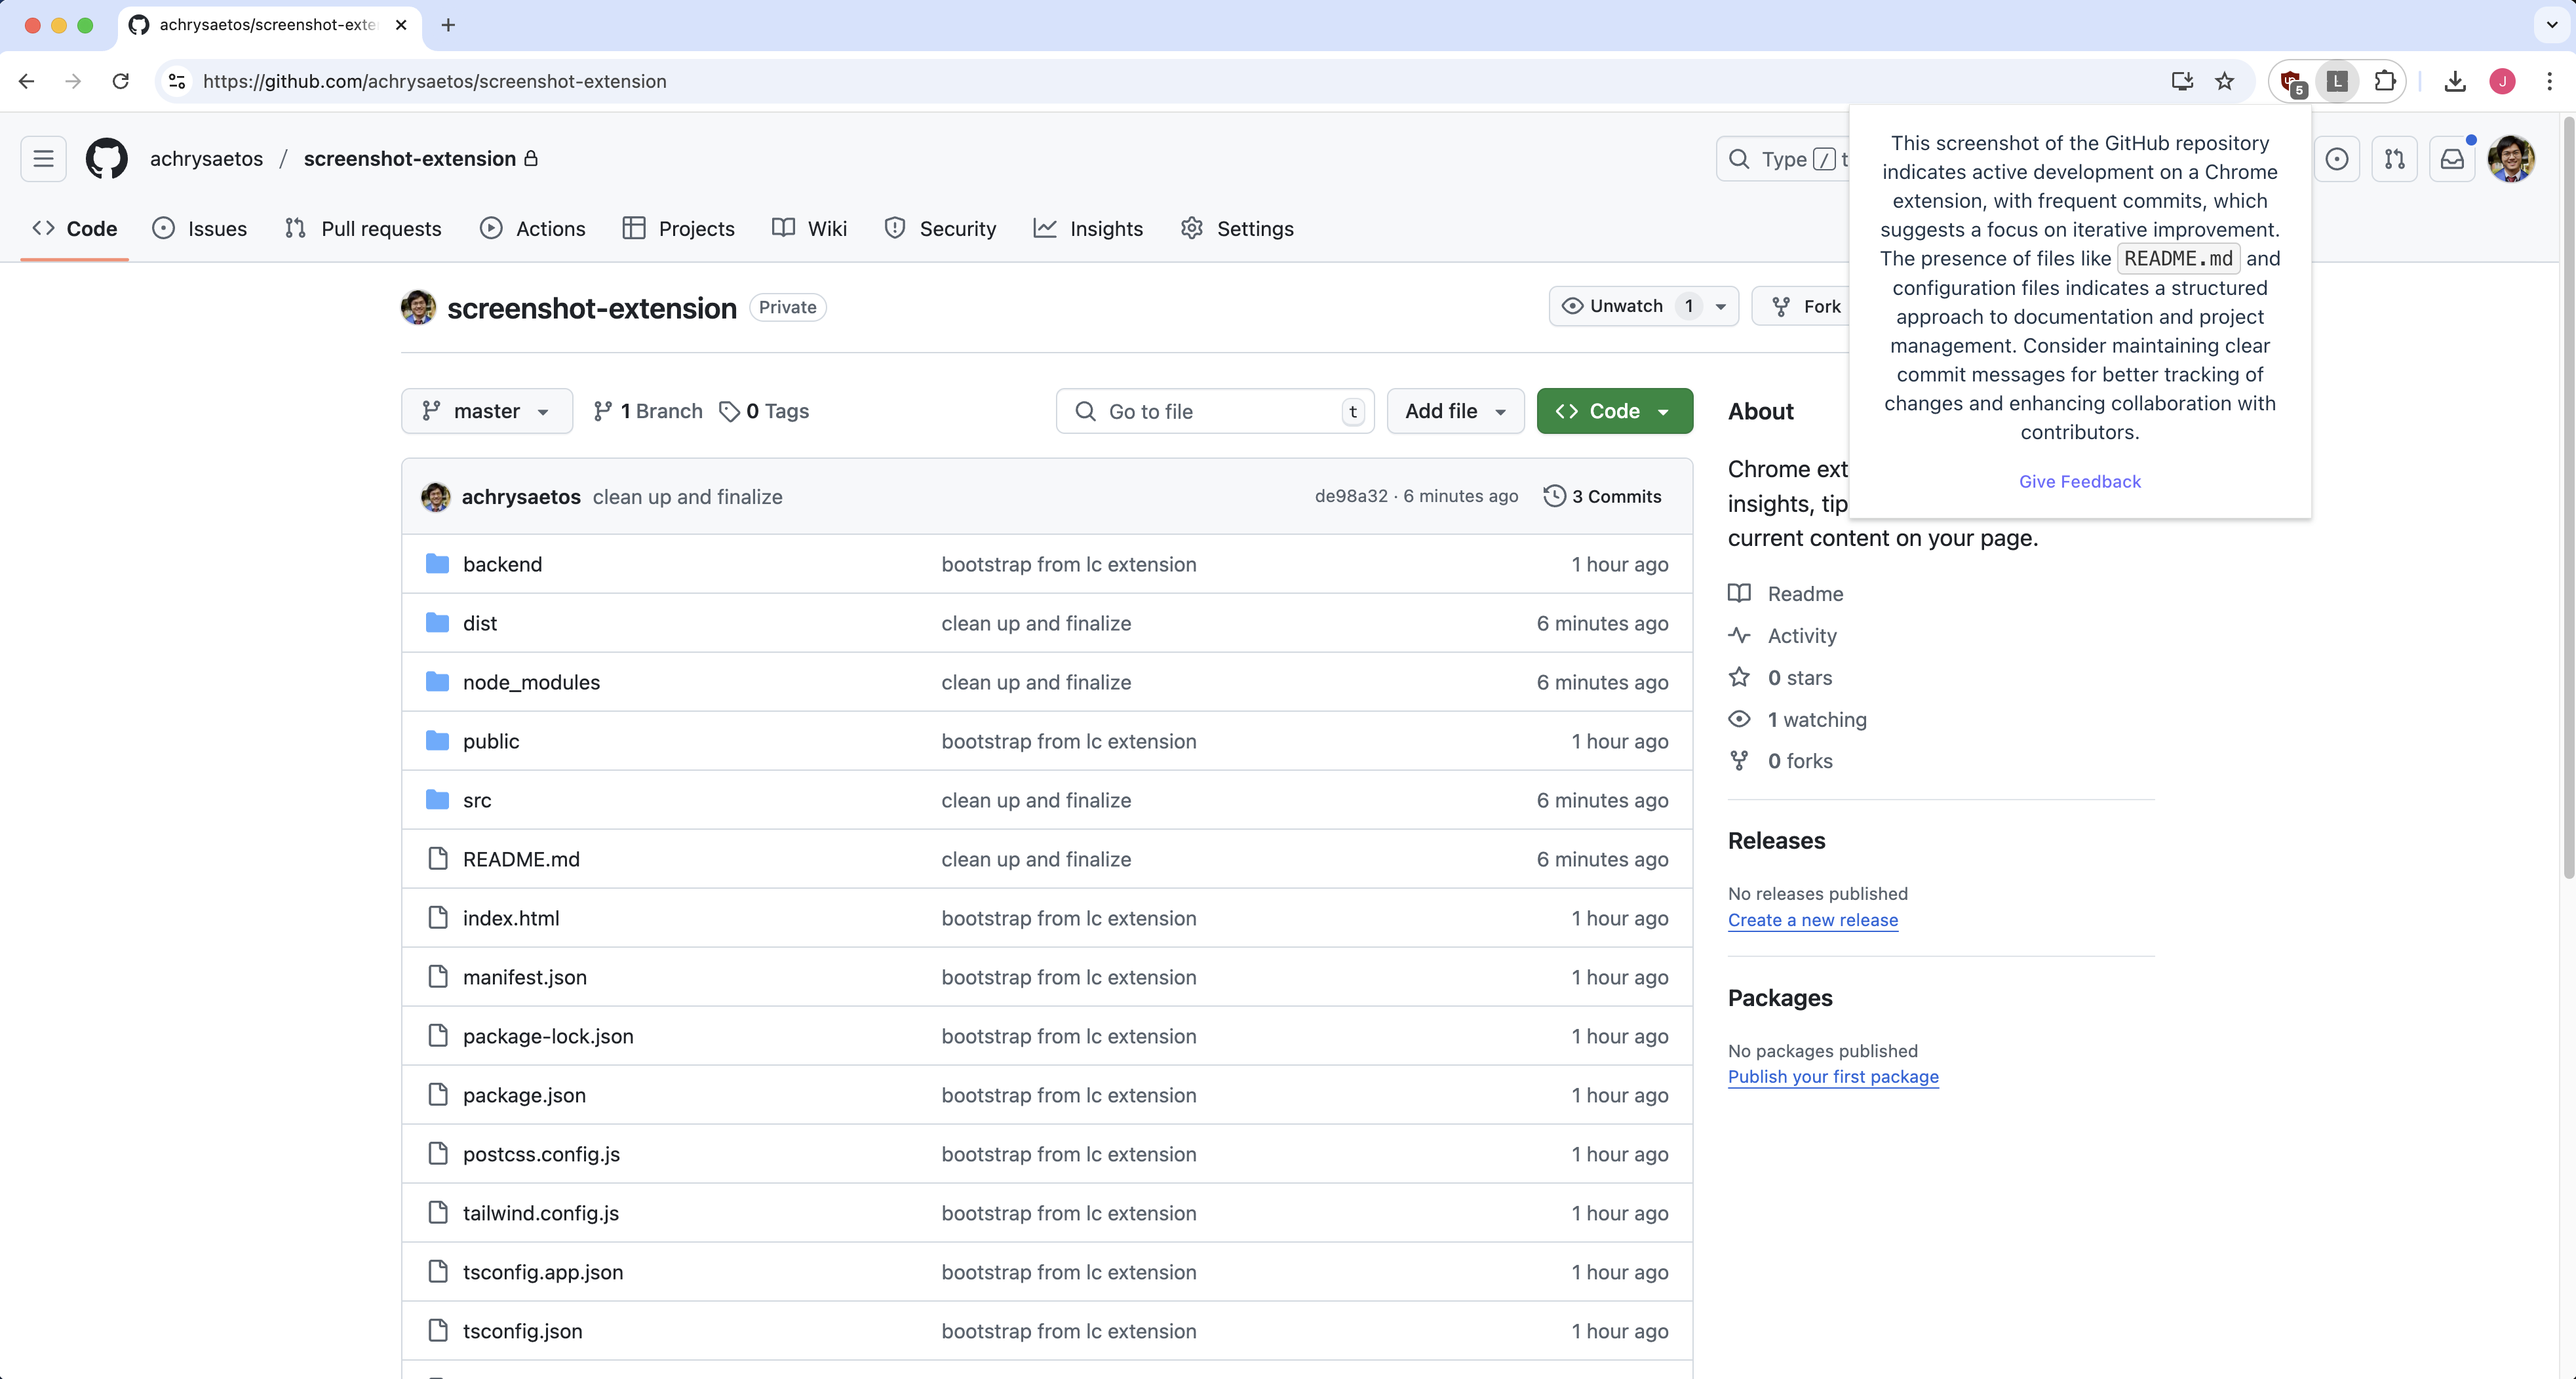 achrysaetos/screenshot-exte
https://github.com/achrysaetos/screenshot-extension
5
L
J
achrysaetos / screenshot-extension
Type / t
Code Issues Pull requests Actions Projects Wiki Security Insights Settings
This screenshot of the GitHub repository
indicates active development on a Chrome
extension, with frequent commits, which
suggests a focus on iterative improvement.
The presence of files like README.md and
configuration files indicates a structured
approach to documentation and project
management. Consider maintaining clear
commit messages for better tracking of
changes and enhancing collaboration with
contributors.
Give Feedback
screenshot-extension Private
Unwatch 1 Fork
master 1 Branch 0 Tags
Go to file t Add file Code
achrysaetos clean up and finalize de98a32 · 6 minutes ago 3 Commits
backend bootstrap from lc extension 1 hour ago
dist clean up and finalize 6 minutes ago
node_modules clean up and finalize 6 minutes ago
public bootstrap from lc extension 1 hour ago
src clean up and finalize 6 minutes ago
README.md clean up and finalize 6 minutes ago
index.html bootstrap from lc extension 1 hour ago
manifest.json bootstrap from lc extension 1 hour ago
package-lock.json bootstrap from lc extension 1 hour ago
package.json bootstrap from lc extension 1 hour ago
postcss.config.js bootstrap from lc extension 1 hour ago
tailwind.config.js bootstrap from lc extension 1 hour ago
tsconfig.app.json bootstrap from lc extension 1 hour ago
tsconfig.json bootstrap from lc extension 1 hour ago
About
Chrome ext
insights, tip
current content on your page.
Readme
Activity
0 stars
1 watching
0 forks
Releases
No releases published
Create a new release
Packages
No packages published
Publish your first package